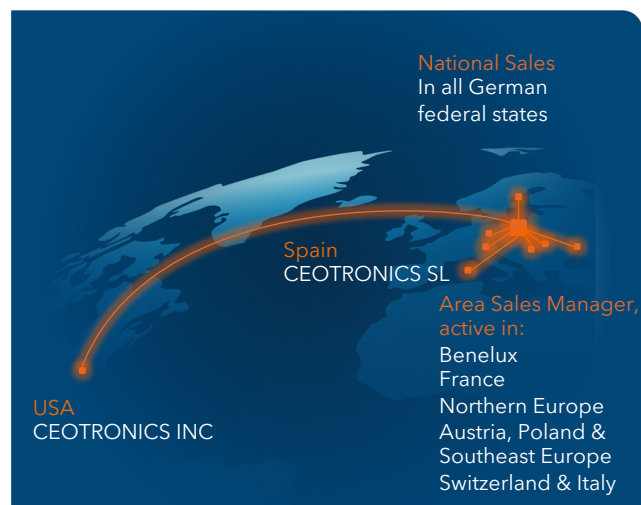 National Sales
In all German
federal states
Spain
CEOTRONICS SL
Area Sales Manager,
active in:
Benelux
France
Northern Europe
Austria, Poland &
Southeast Europe
Switzerland & Italy
USA
CEOTRONICS INC